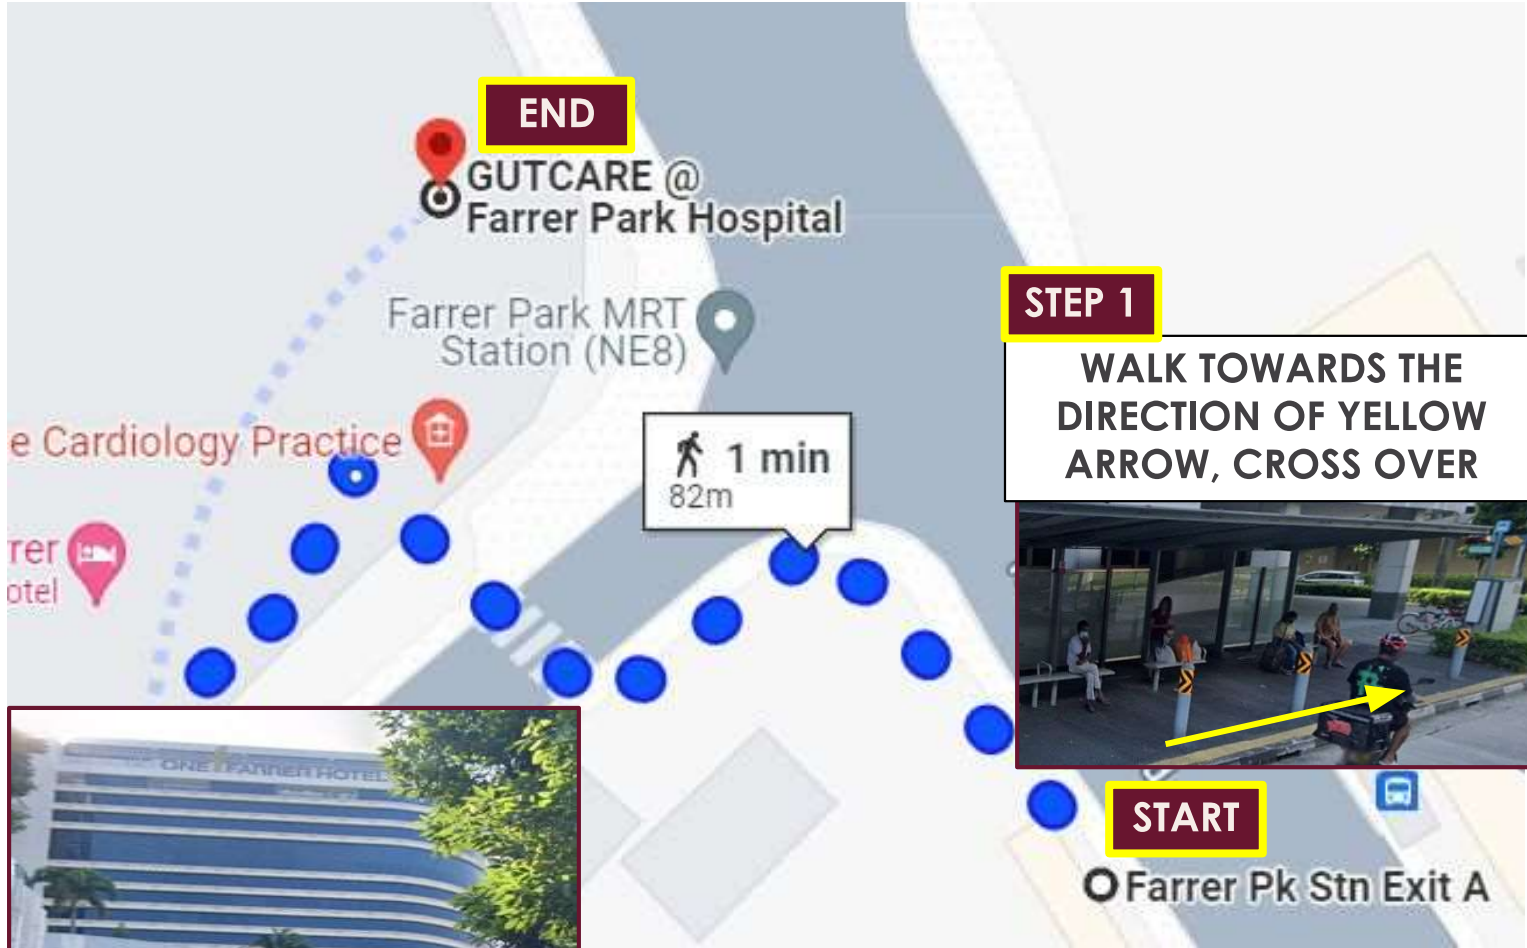 END
GUTCARE @
Farrer Park Hospital
Farrer Park MRT
Station (NE8)
STEP 1
WALK TOWARDS THE
DIRECTION OF YELLOW
ARROW, CROSS OVER
e Cardiology Practice
1 min
82m
rrer
otel
ONE FARRER HOTEL
START
Farrer Pk Stn Exit A